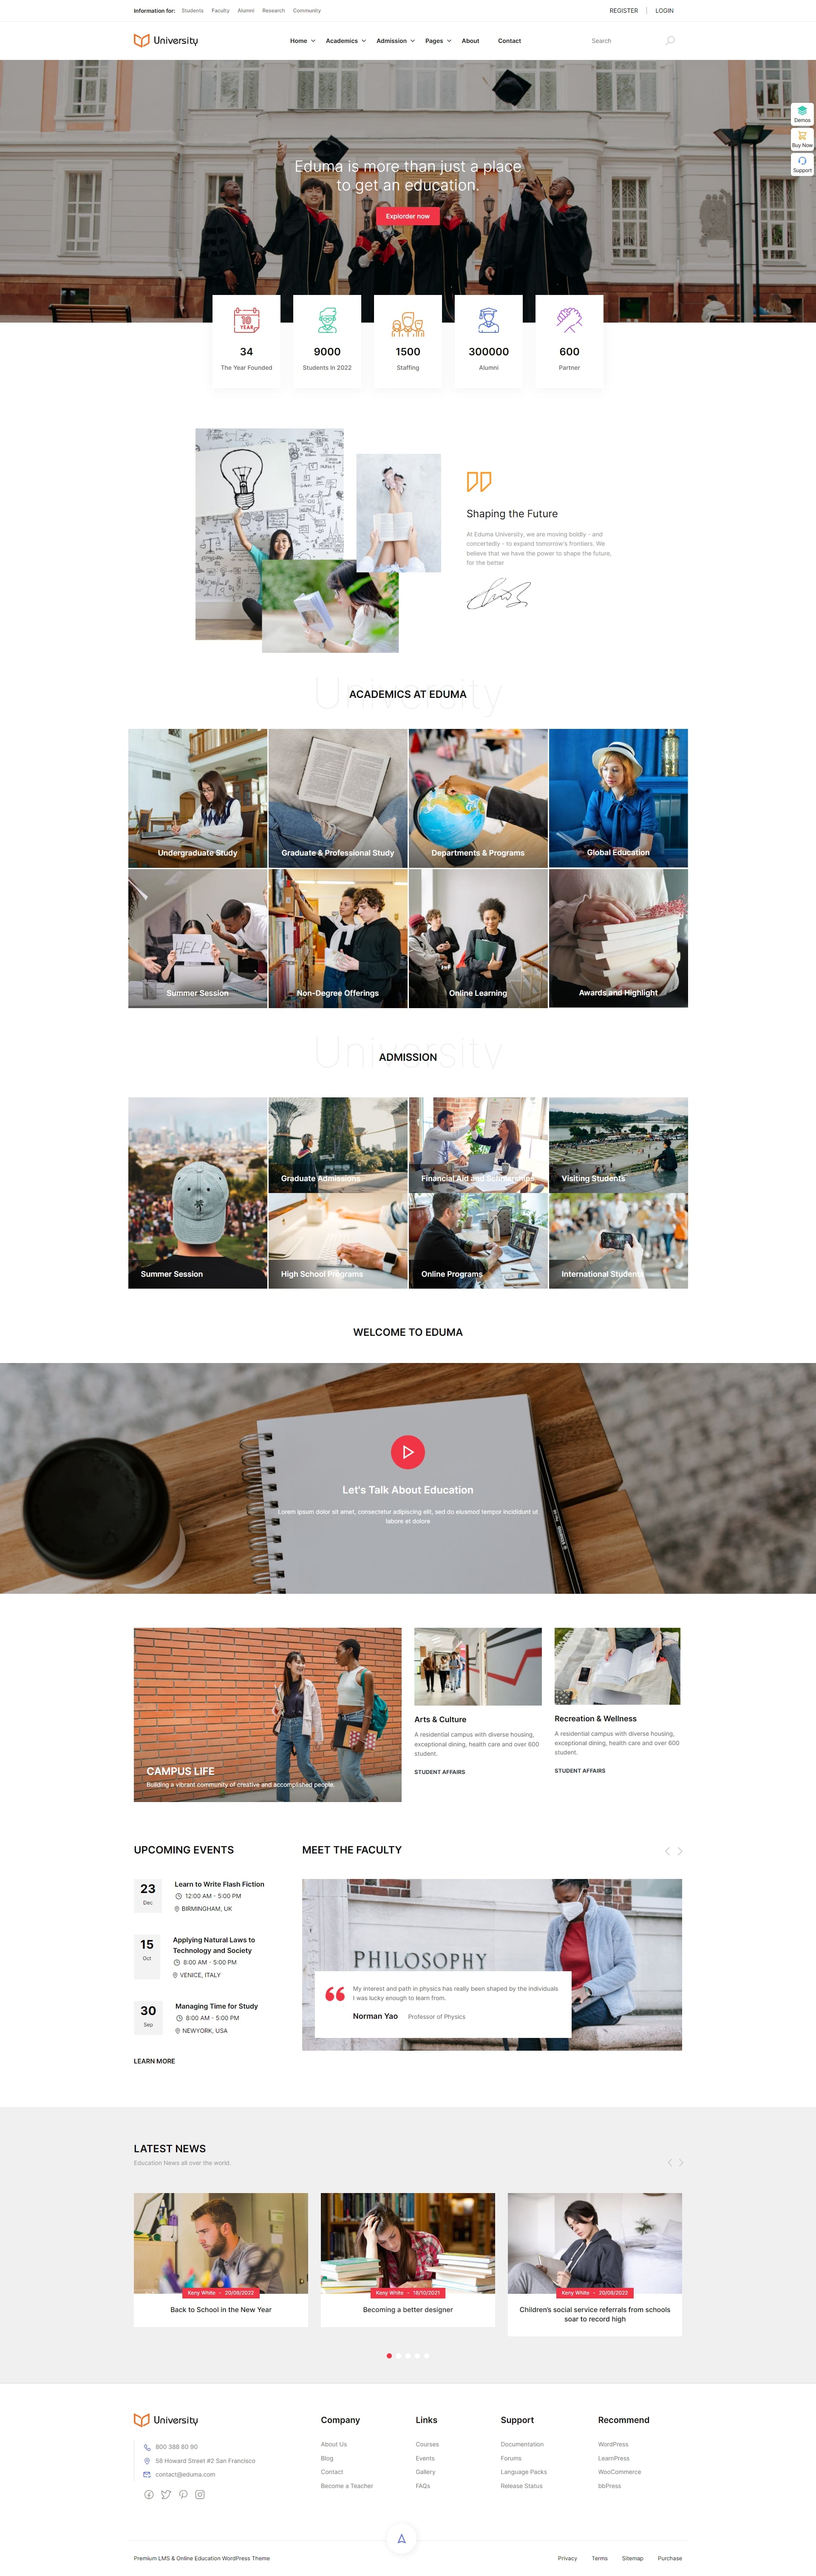 Information for: Students Faculty Alumni Research Community
REGISTER LOGIN
University
Home Academics Admission Pages About Contact Search
Demos
Buy Now
Support
Eduma is more than just a place
to get an education.
Explorder now
10
YEAR
34
The Year Founded
9000
Students In 2022
1500
Staffing
300000
Alumni
600
Partner
Shaping the Future
At Eduma University, we are moving boldly - and
concertedly - to expand tomorrow's frontiers. We
believe that we have the power to shape the future,
for the better
University
ACADEMICS AT EDUMA
Undergraduate Study
Graduate & Professional Study
Departments & Programs
Global Education
HELP
Summer Session
Non-Degree Offerings
Online Learning
Awards and Highlight
University
ADMISSION
Graduate Admissions
Financial Aid and Scholarships
Visiting Students
Summer Session
High School Programs
Online Programs
International Students
WELCOME TO EDUMA
Let's Talk About Education
Lorem ipsum dolor sit amet, consectetur adipiscing elit, sed do eiusmod tempor incididunt ut
labore et dolore
CAMPUS LIFE
Building a vibrant community of creative and accomplished people.
Arts & Culture
A residential campus with diverse housing,
exceptional dining, health care and over 600
student.
STUDENT AFFAIRS
Recreation & Wellness
A residential campus with diverse housing,
exceptional dining, health care and over 600
student.
STUDENT AFFAIRS
UPCOMING EVENTS
23
Dec
Learn to Write Flash Fiction
12:00 AM - 5:00 PM
BIRMINGHAM, UK
15
Oct
Applying Natural Laws to
Technology and Society
8:00 AM - 5:00 PM
VENICE, ITALY
30
Sep
Managing Time for Study
8:00 AM - 5:00 PM
NEWYORK, USA
LEARN MORE
MEET THE FACULTY
PHILOSOPHY
My interest and path in physics has really been shaped by the individuals
I was lucky enough to learn from.
Norman Yao Professor of Physics
LATEST NEWS
Education News all over the world.
Keny White - 20/09/2022
Back to School in the New Year
Keny White - 18/10/2021
Becoming a better designer
Keny White - 20/08/2022
Children's social service referrals from schools
soar to record high
University
800 388 80 90
58 Howard Street #2 San Francisco
contact@eduma.com
Company
About Us
Blog
Contact
Become a Teacher
Links
Courses
Events
Gallery
FAQs
Support
Documentation
Forums
Language Packs
Release Status
Recommend
WordPress
LearnPress
WooCommerce
bbPress
Premium LMS & Online Education WordPress Theme
Privacy Terms Sitemap Purchase